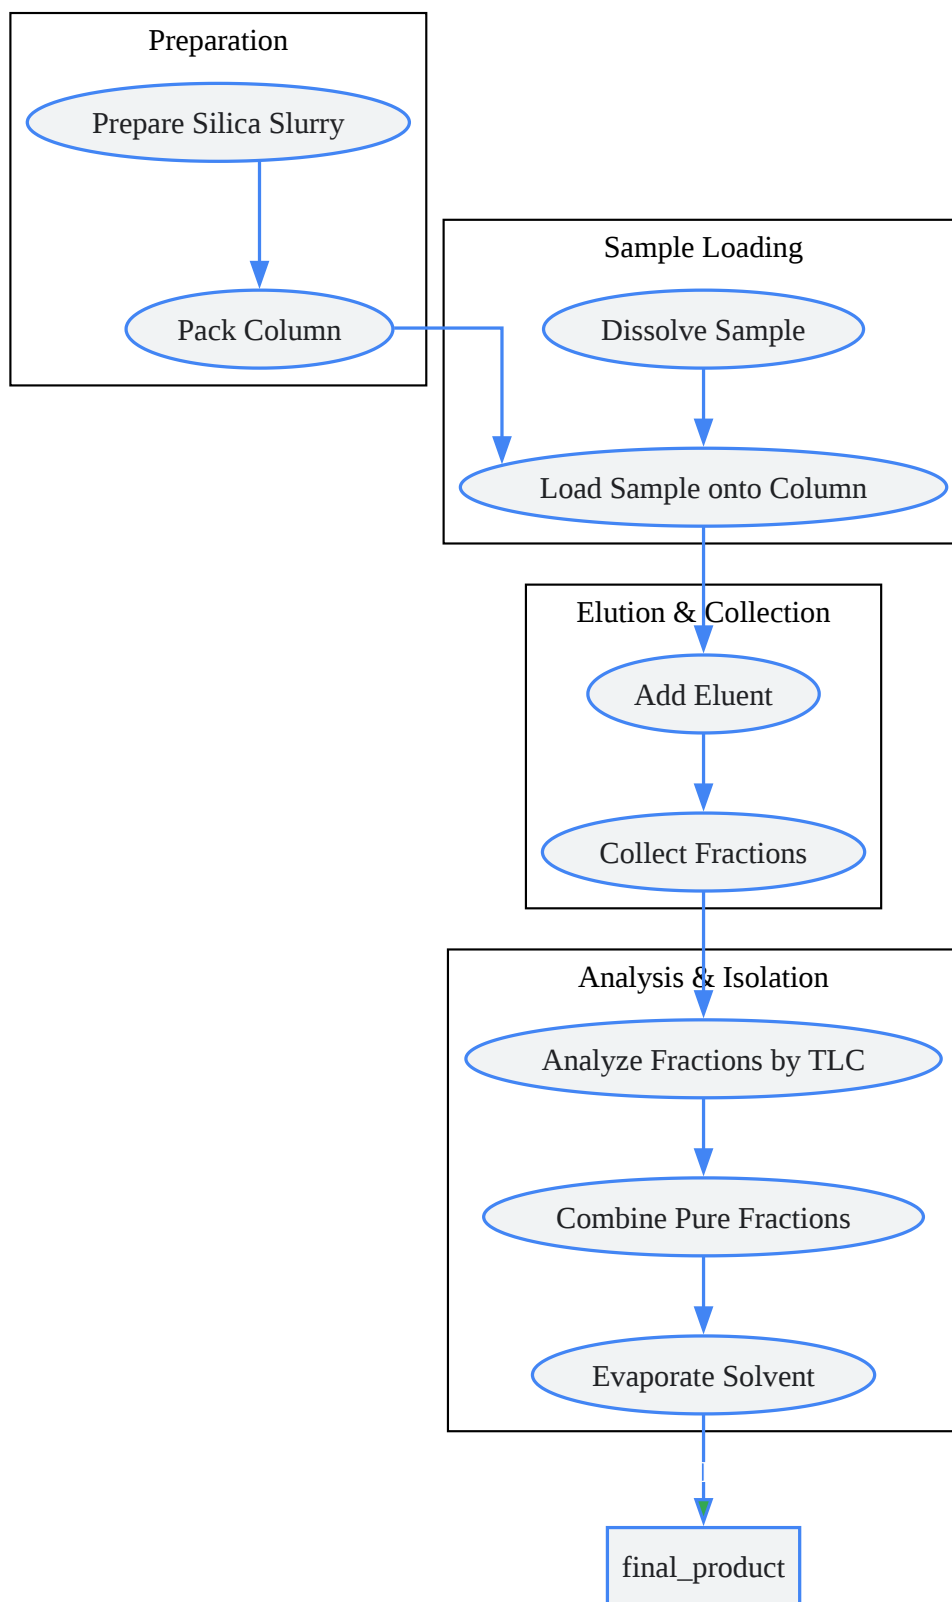 Preparation
Prepare Silica Slurry
Pack Column
Sample Loading
Dissolve Sample
Load Sample onto Column
Elution & Collection
Add Eluent
Collect Fractions
Analysis & Isolation
Analyze Fractions by TLC
Combine Pure Fractions
Evaporate Solvent
final_product